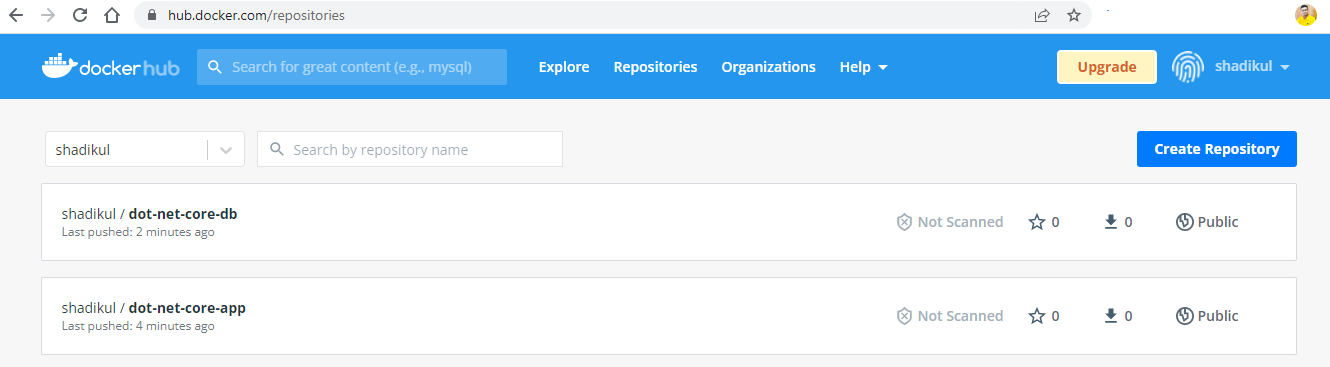 hub.docker.com/repositories
dockerhub Search for great content (e.g., mysql) Explore Repositories Organizations Help Upgrade shadikul
shadikul Search by repository name Create Repository
shadikul / dot-net-core-db
Last pushed: 2 minutes ago
Not Scanned 0 0 Public
shadikul / dot-net-core-app
Last pushed: 4 minutes ago
Not Scanned 0 0 Public